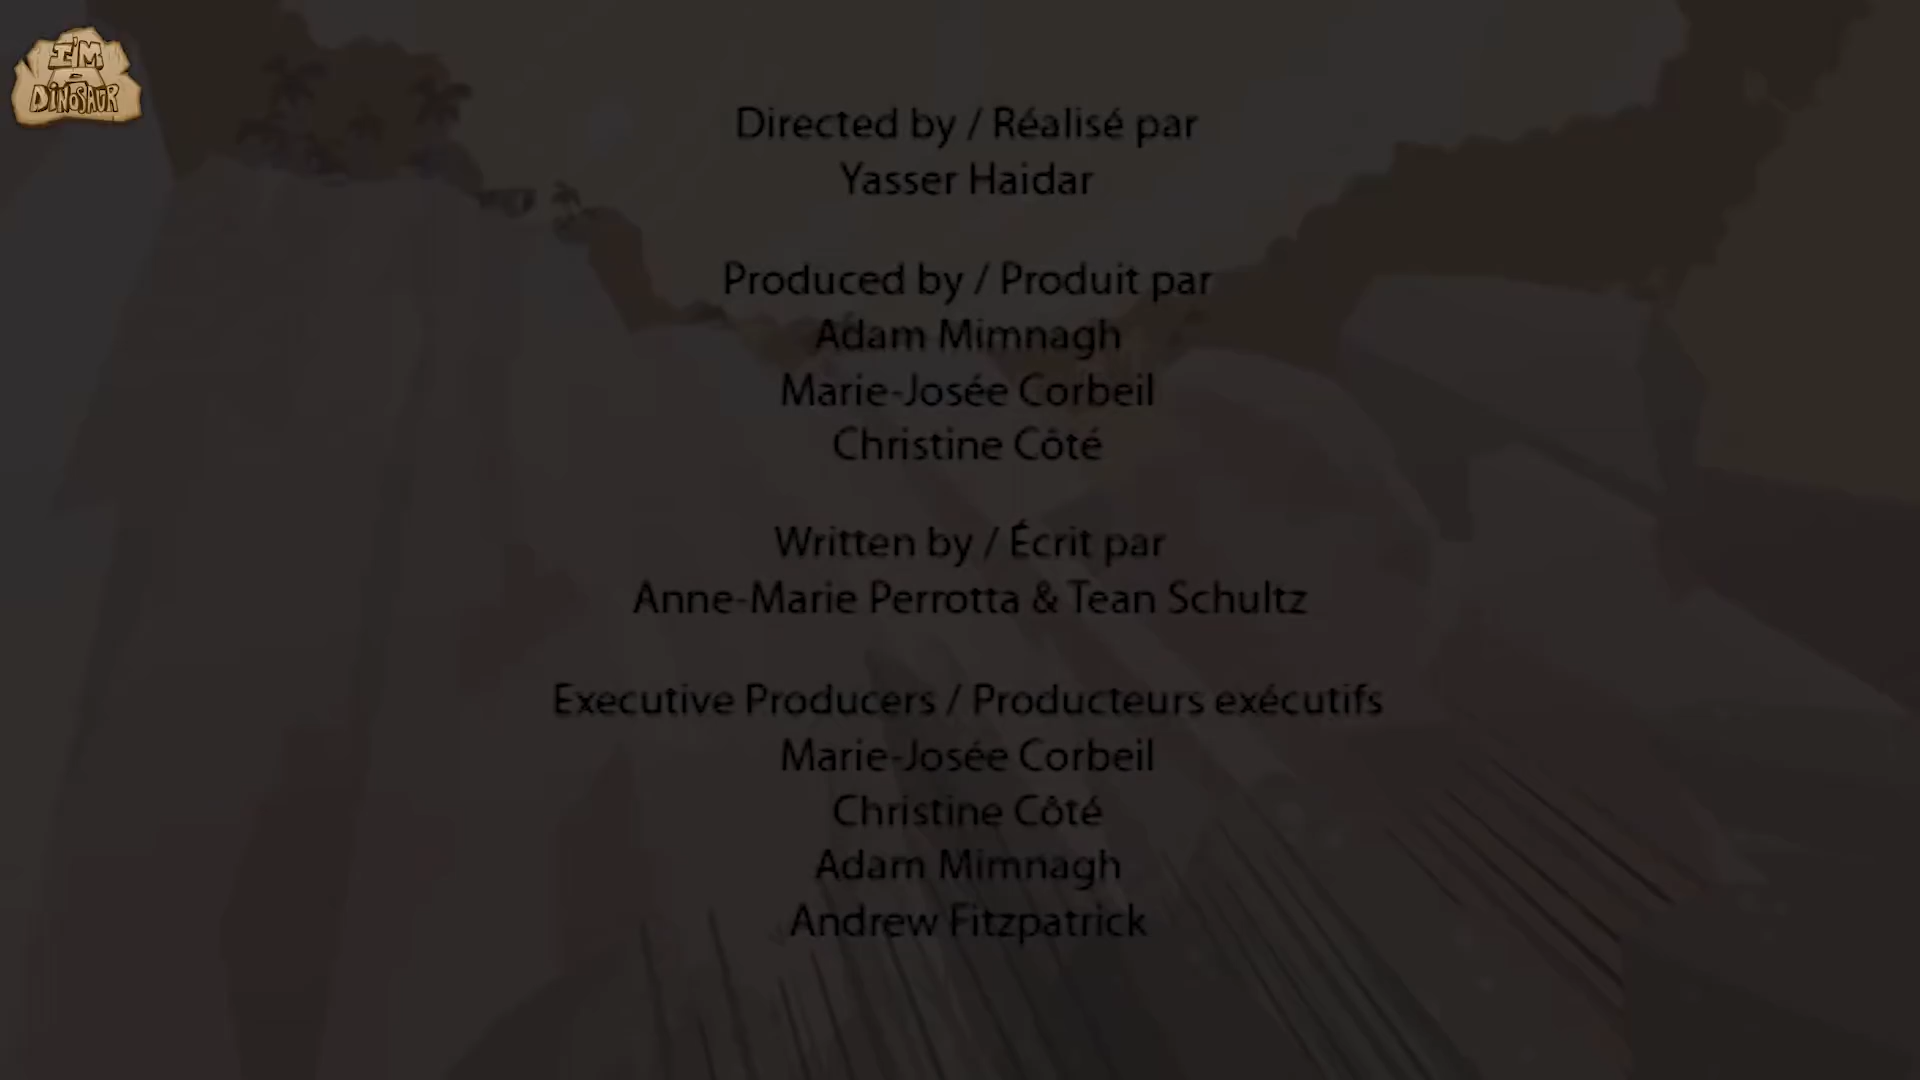 I'M
A
DINOSAUR
Directed by / Réalisé par
Yasser Haidar
Produced by / Produit par
Adam Mimnagh
Marie-Josée Corbeil
Christine Côté
Written by / Écrit par
Anne-Marie Perrotta & Tean Schultz
Executive Producers / Producteurs exécutifs
Marie-Josée Corbeil
Christine Côté
Adam Mimnagh
Andrew Fitzpatrick